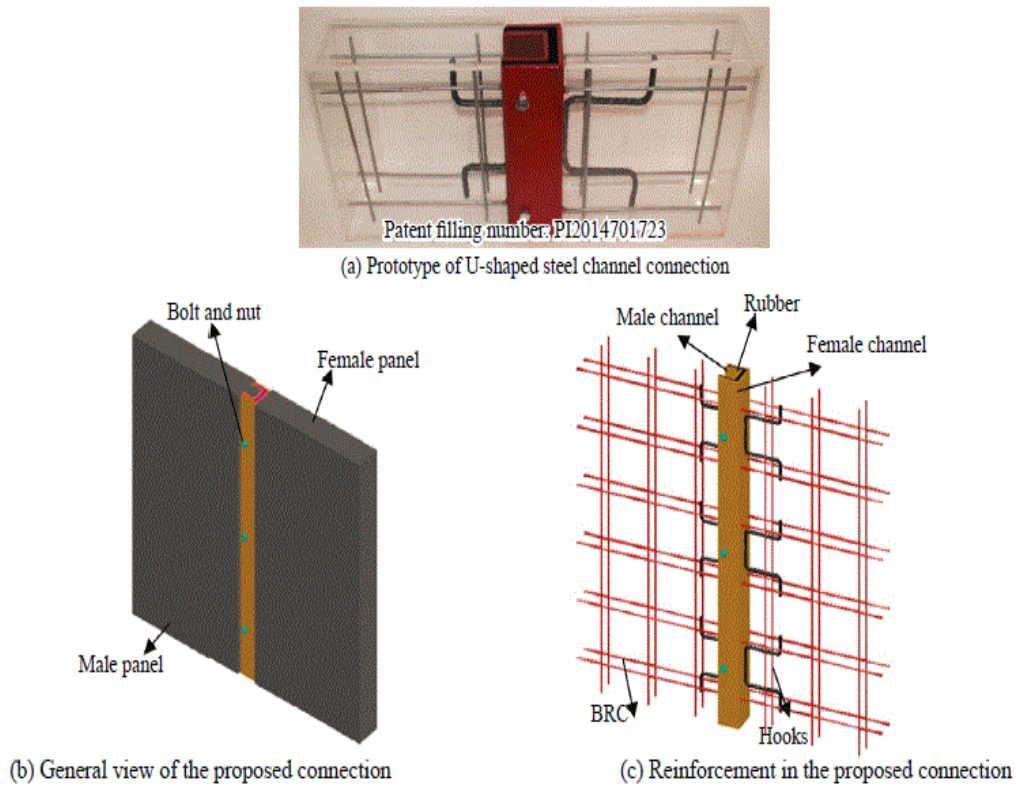 Patent filling number: PI2014701723
(a) Prototype of U-shaped steel channel connection
Bolt and nut
Female panel
Male panel
(b) General view of the proposed connection
Rubber
Male channel
Female channel
BRC
Hooks
(c) Reinforcement in the proposed connection